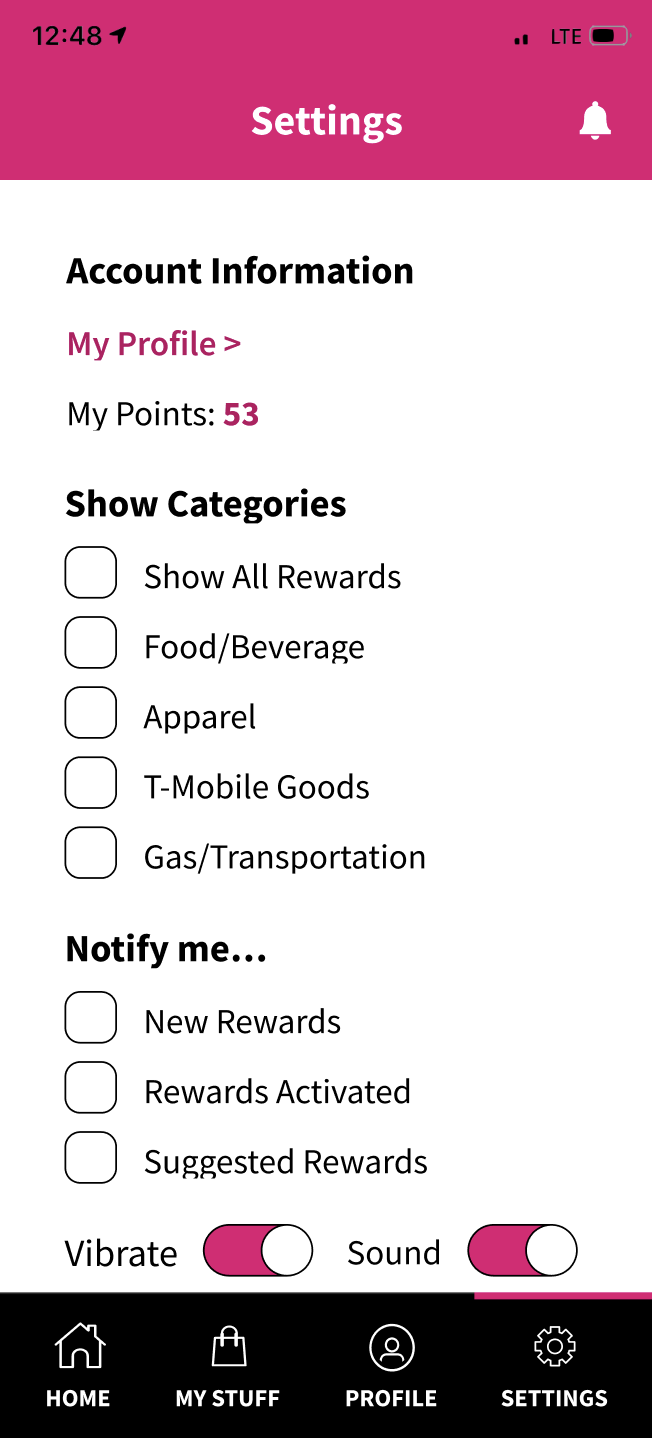 12:48
LTE
Settings
Account Information
My Profile >
My Points: 53
Show Categories
Show All Rewards
Food/Beverage
Apparel
T-Mobile Goods
Gas/Transportation
Notify me...
New Rewards
Rewards Activated
Suggested Rewards
Vibrate Sound
HOME MY STUFF PROFILE SETTINGS